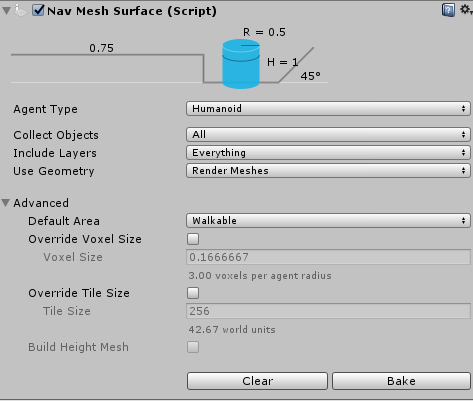 Nav Mesh Surface (Script)
R = 0.5
0.75
H = 1
45°
Agent Type Humanoid
Collect Objects All
Include Layers Everything
Use Geometry Render Meshes
Advanced
Default Area Walkable
Override Voxel Size
Voxel Size 0.1666667
3.00 voxels per agent radius
Override Tile Size
Tile Size 256
42.67 world units
Build Height Mesh
Clear Bake